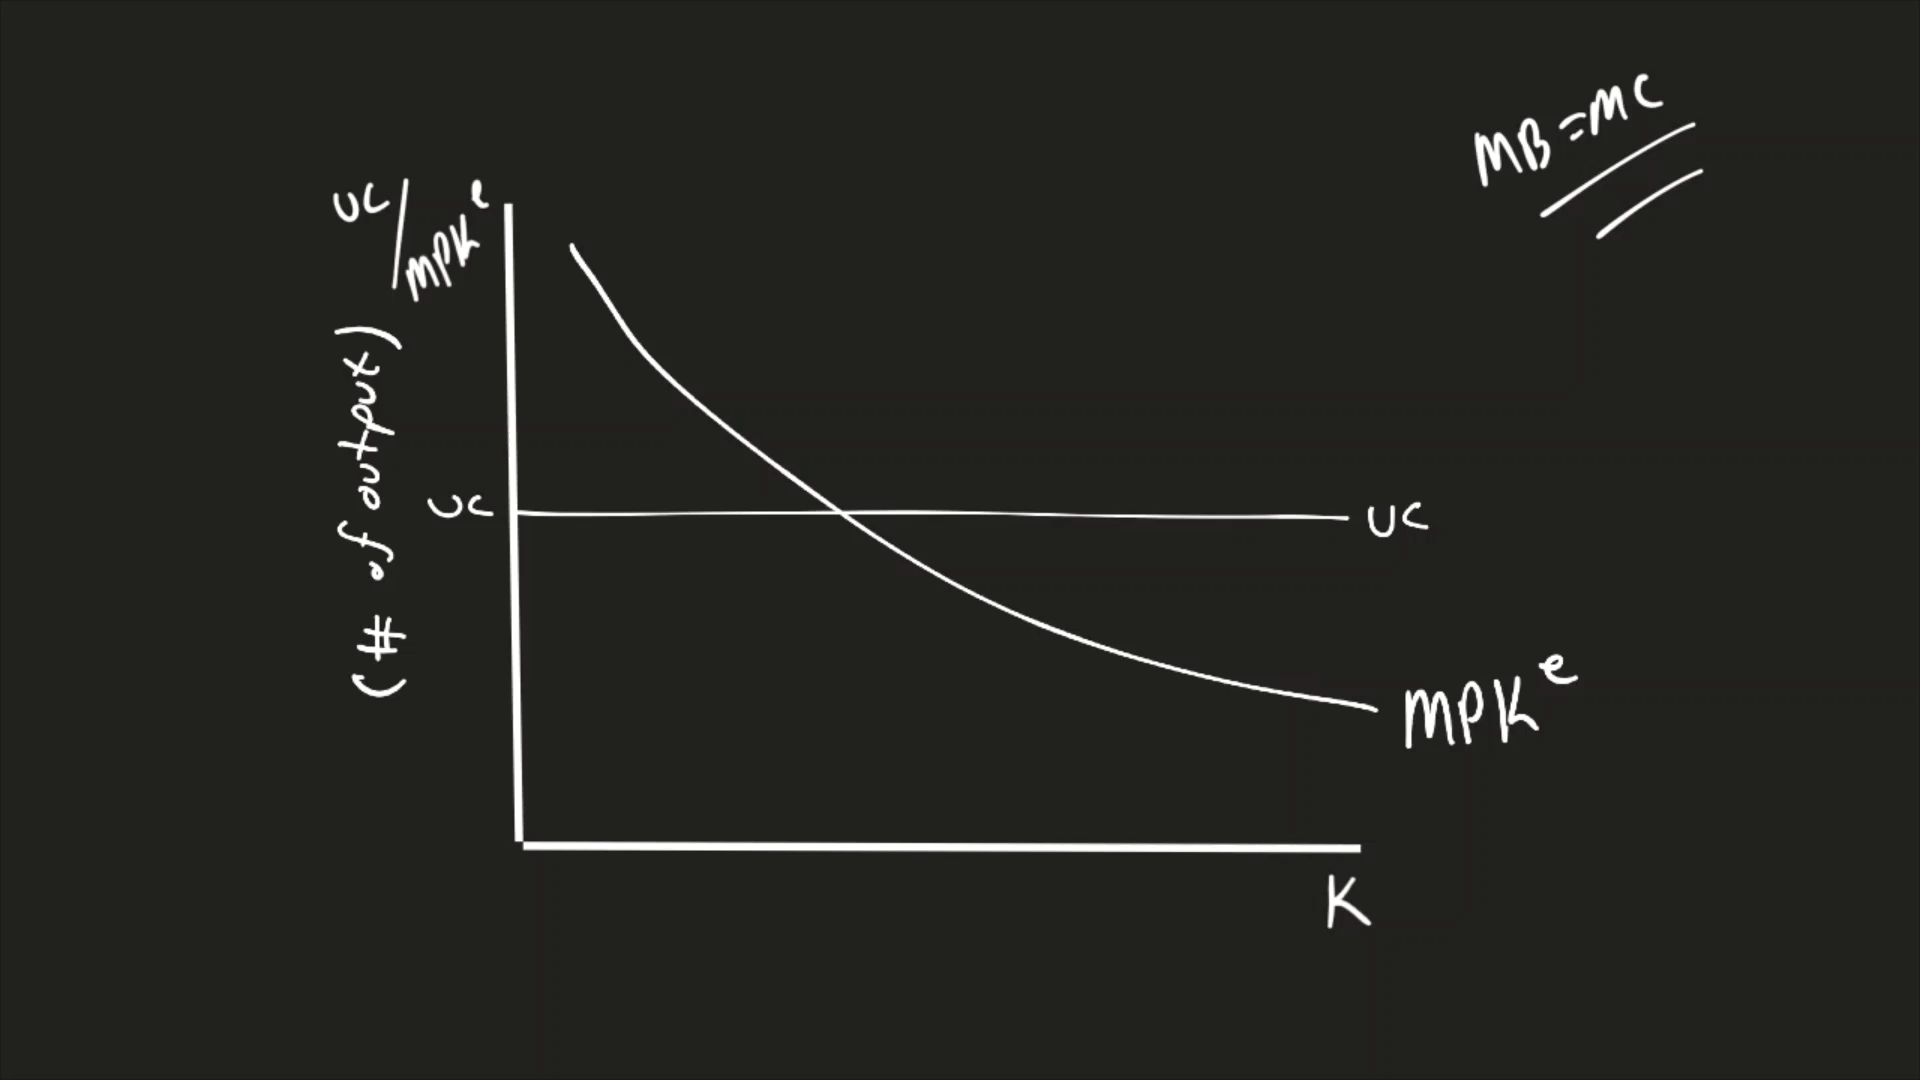 MB=MC
UC/MPK^e
(# of output)
UC
UC
MPK^e
K